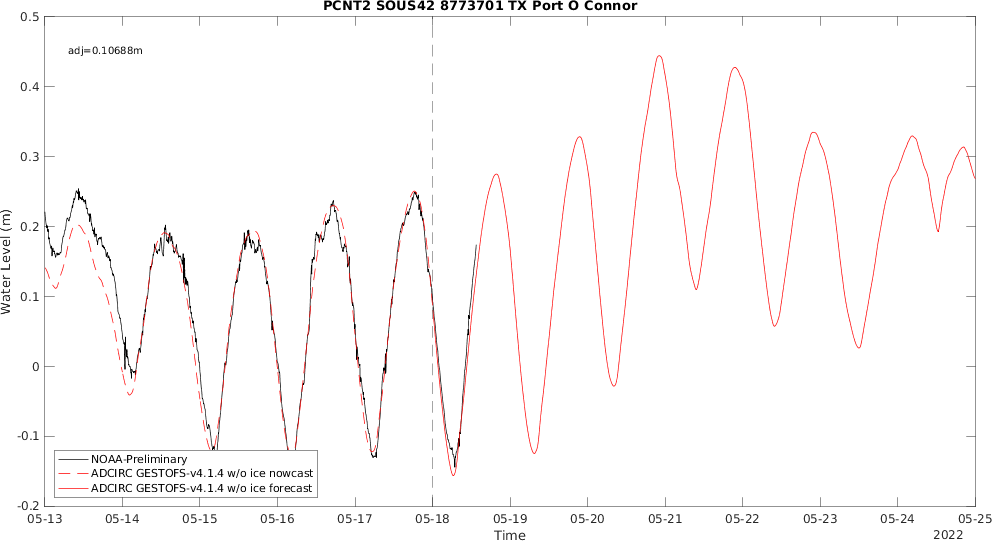 PCNT2 SOUS42 8773701 TX Port O Connor
adj=0.10688m
0.5
0.4
0.3
0.2
0.1
0
-0.1
-0.2
Water Level (m)
NOAA-Preliminary
ADCIRC GESTOFS-v4.1.4 w/o ice nowcast
ADCIRC GESTOFS-v4.1.4 w/o ice forecast
05-13 05-14 05-15 05-16 05-17 05-18 05-19 05-20 05-21 05-22 05-23 05-24 05-25
Time
2022